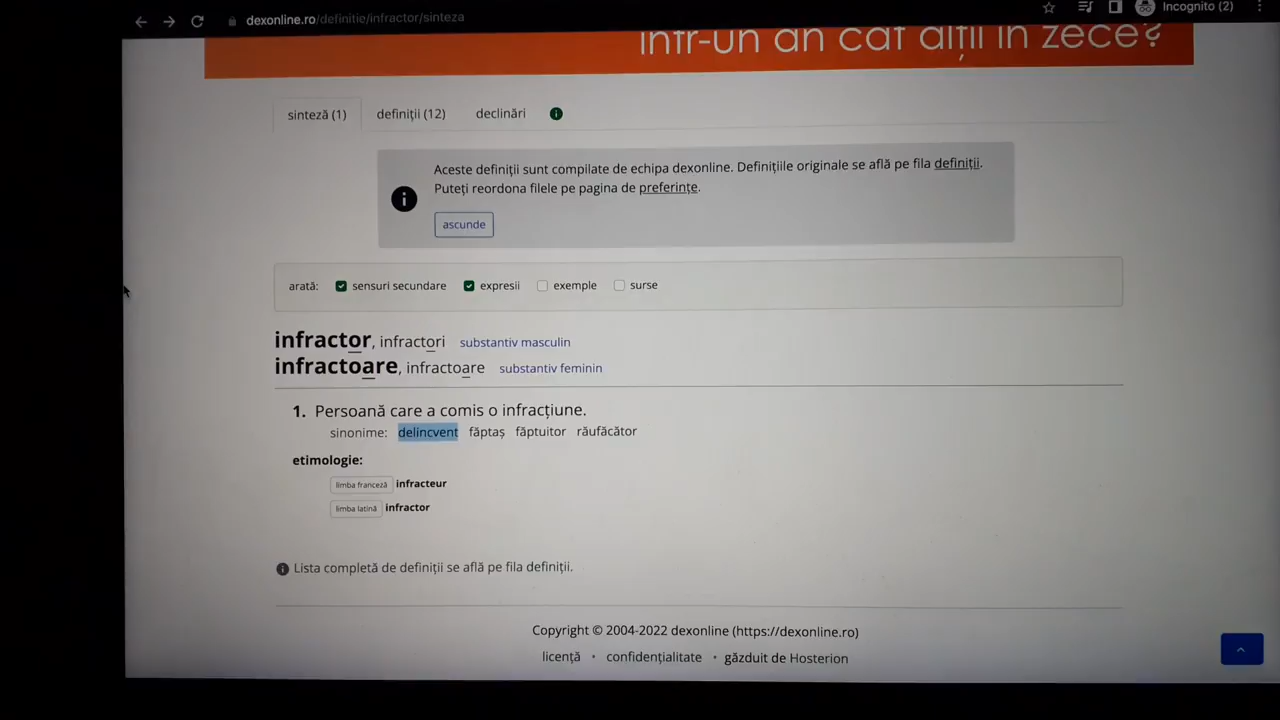 dexonline.ro/definitie/infractor/sinteza
Incognito (2)
într-un an cât alții în zece?
sinteză (1) definiții (12) declinări
Aceste definiții sunt compilate de echipa dexonline. Definițiile originale se află pe fila definiții.
Puteți reordona filele pe pagina de preferințe.
ascunde
arată: sensuri secundare expresii exemple surse
infractor, infractori substantiv masculin
infractoare, infractoare substantiv feminin
1. Persoană care a comis o infracțiune.
sinonime: delincvent făptaș făptuitor răufăcător
etimologie:
limba franceză infracteur
limba latină infractor
Lista completă de definiții se află pe fila definiții.
Copyright © 2004-2022 dexonline (https://dexonline.ro)
licență • confidențialitate • găzduit de Hosterion